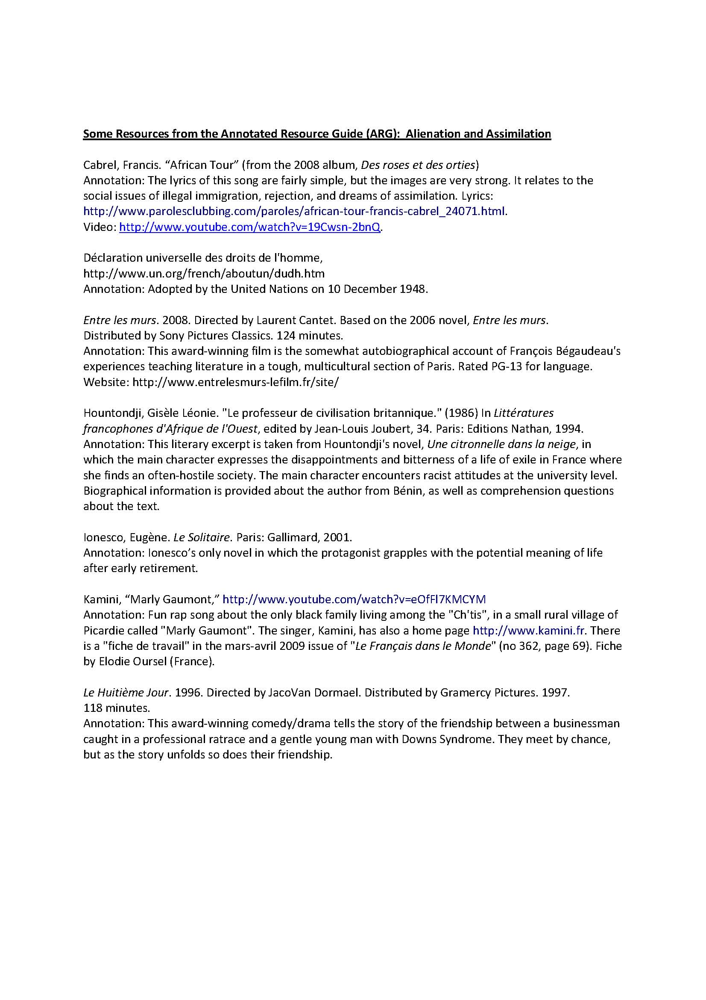 Some Resources from the Annotated Resource Guide (ARG):  Alienation and Assimilation
Cabrel, Francis. “African Tour” (from the 2008 album, Des roses et des orties)
Annotation: The lyrics of this song are fairly simple, but the images are very strong. It relates to the
social issues of illegal immigration, rejection, and dreams of assimilation. Lyrics:
http://www.parolesclubbing.com/paroles/african-tour-francis-cabrel_24071.html.
Video: http://www.youtube.com/watch?v=19Cwsn-2bnQ.
Déclaration universelle des droits de l'homme,
http://www.un.org/french/aboutun/dudh.htm
Annotation: Adopted by the United Nations on 10 December 1948.
Entre les murs. 2008. Directed by Laurent Cantet. Based on the 2006 novel, Entre les murs.
Distributed by Sony Pictures Classics. 124 minutes.
Annotation: This award-winning film is the somewhat autobiographical account of François Bégaudeau's
experiences teaching literature in a tough, multicultural section of Paris. Rated PG-13 for language.
Website: http://www.entrelesmurs-lefilm.fr/site/
Hountondji, Gisèle Léonie. "Le professeur de civilisation britannique." (1986) In Littératures
francophones d'Afrique de l'Ouest, edited by Jean-Louis Joubert, 34. Paris: Editions Nathan, 1994.
Annotation: This literary excerpt is taken from Hountondji's novel, Une citronnelle dans la neige, in
which the main character expresses the disappointments and bitterness of a life of exile in France where
she finds an often-hostile society. The main character encounters racist attitudes at the university level.
Biographical information is provided about the author from Bénin, as well as comprehension questions
about the text.
Ionesco, Eugène. Le Solitaire. Paris: Gallimard, 2001.
Annotation: Ionesco’s only novel in which the protagonist grapples with the potential meaning of life
after early retirement.
Kamini, “Marly Gaumont,” http://www.youtube.com/watch?v=eOfFl7KMCYM
Annotation: Fun rap song about the only black family living among the "Ch'tis", in a small rural village of
Picardie called "Marly Gaumont". The singer, Kamini, has also a home page http://www.kamini.fr. There
is a "fiche de travail" in the mars-avril 2009 issue of "Le Français dans le Monde" (no 362, page 69). Fiche
by Elodie Oursel (France).
Le Huitième Jour. 1996. Directed by JacoVan Dormael. Distributed by Gramercy Pictures. 1997.
118 minutes.
Annotation: This award-winning comedy/drama tells the story of the friendship between a businessman
caught in a professional ratrace and a gentle young man with Downs Syndrome. They meet by chance,
but as the story unfolds so does their friendship.